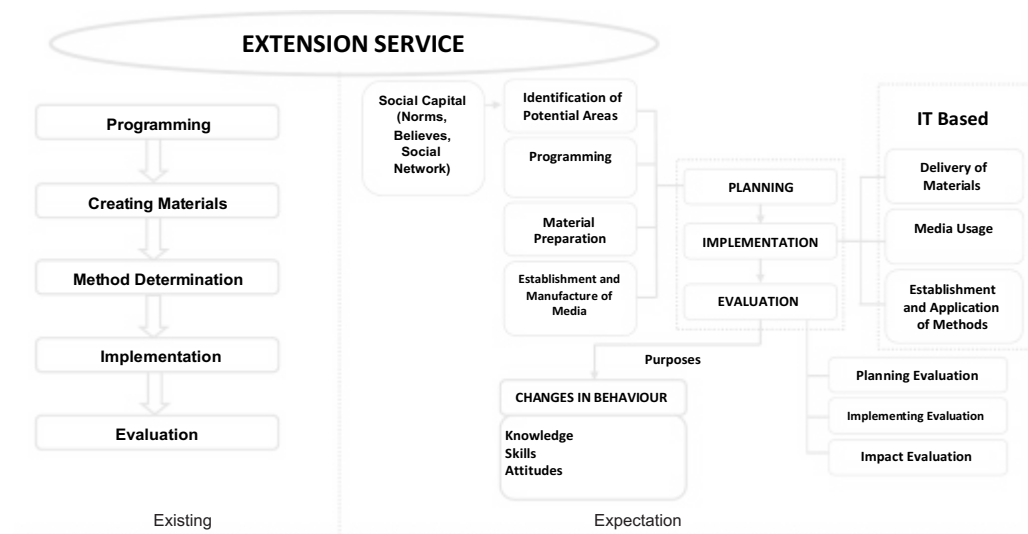 EXTENSION SERVICE
Programming
Creating Materials
Method Determination
Implementation
Evaluation
Existing
Social Capital
(Norms,
Believes,
Social
Network)
Identification of
Potential Areas
Programming
Material
Preparation
Establishment and
Manufacture of
Media
PLANNING
IMPLEMENTATION
EVALUATION
IT Based
Delivery of
Materials
Media Usage
Establishment
and Application
of Methods
Purposes
CHANGES IN BEHAVIOUR
Knowledge
Skills
Attitudes
Planning Evaluation
Implementing Evaluation
Impact Evaluation
Expectation